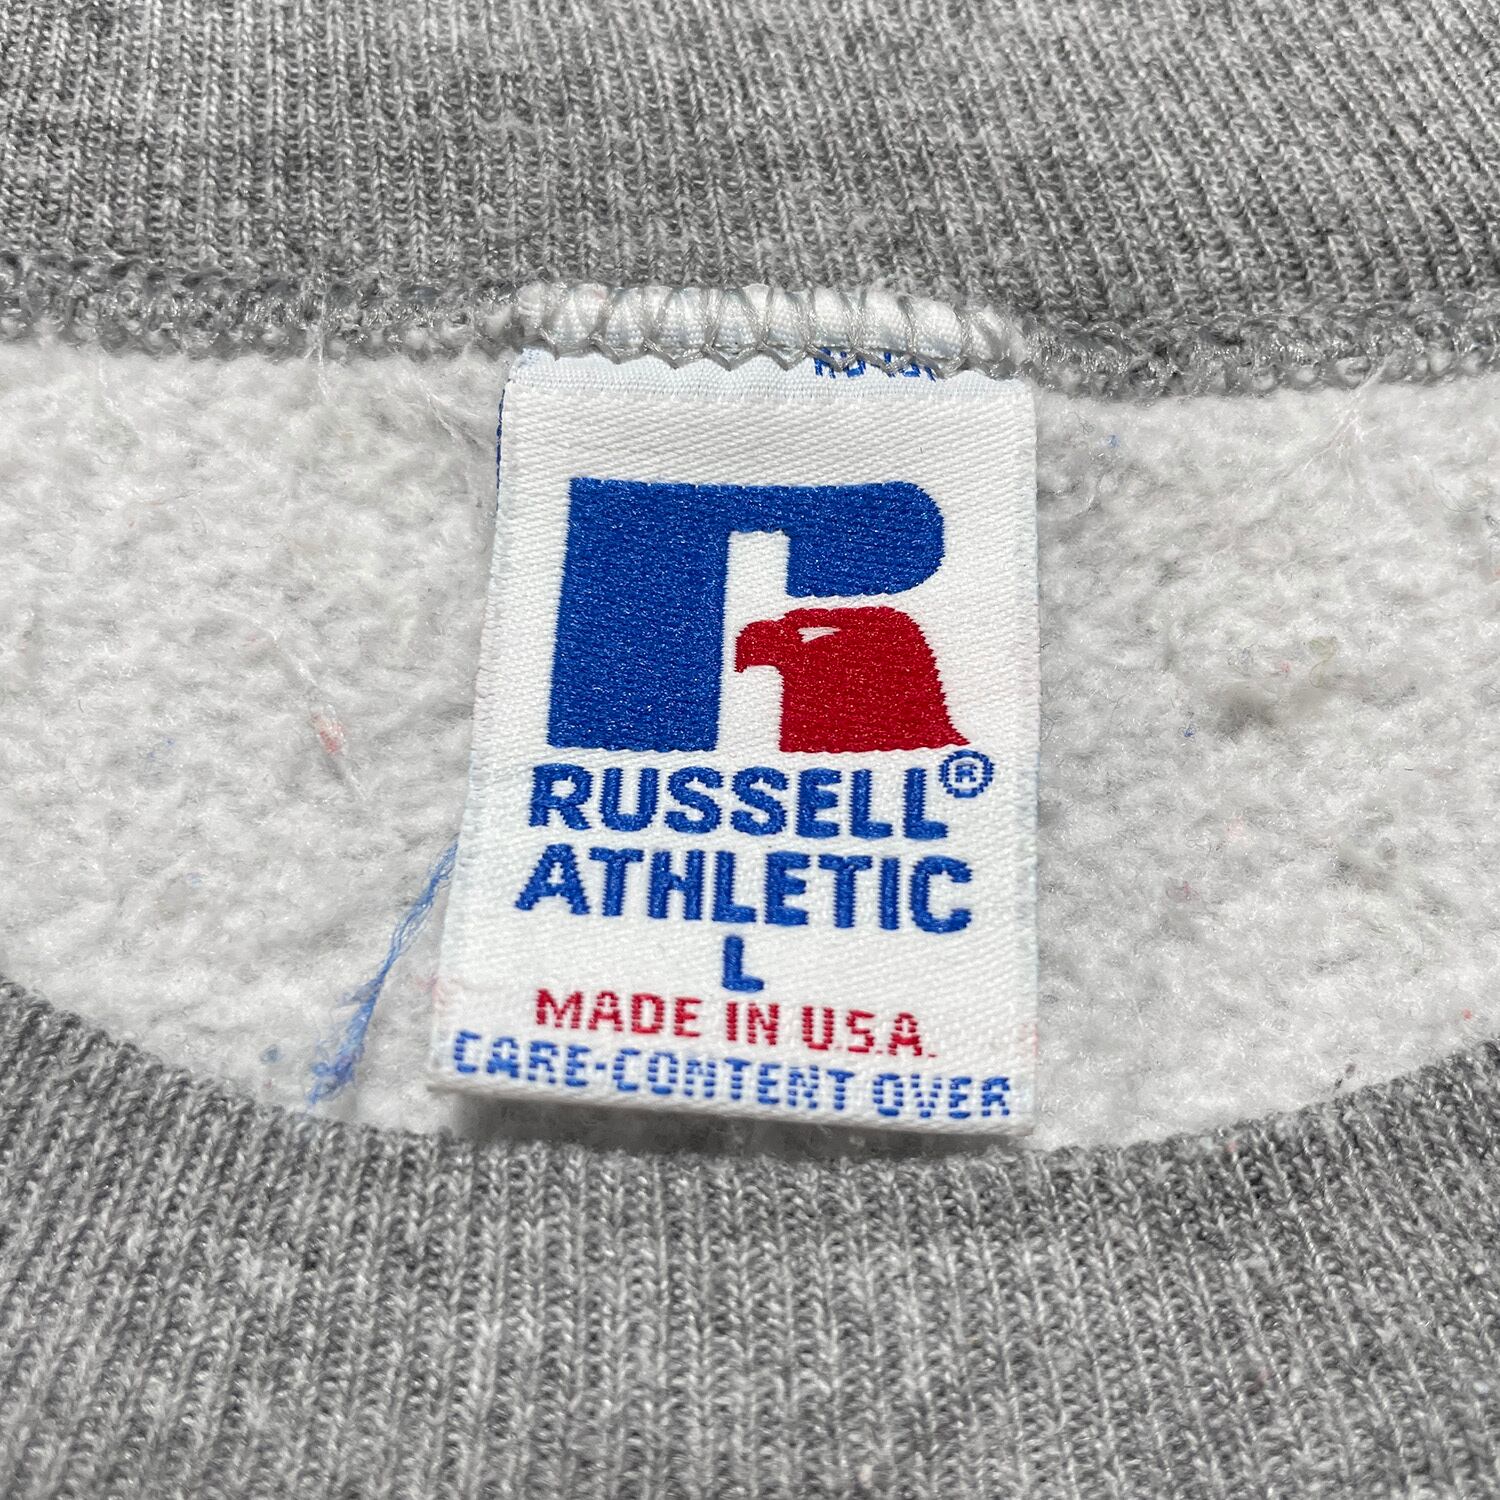 RUSSELL®
ATHLETIC
L
MADE IN U.S.A.
CARE-CONTENT OVER